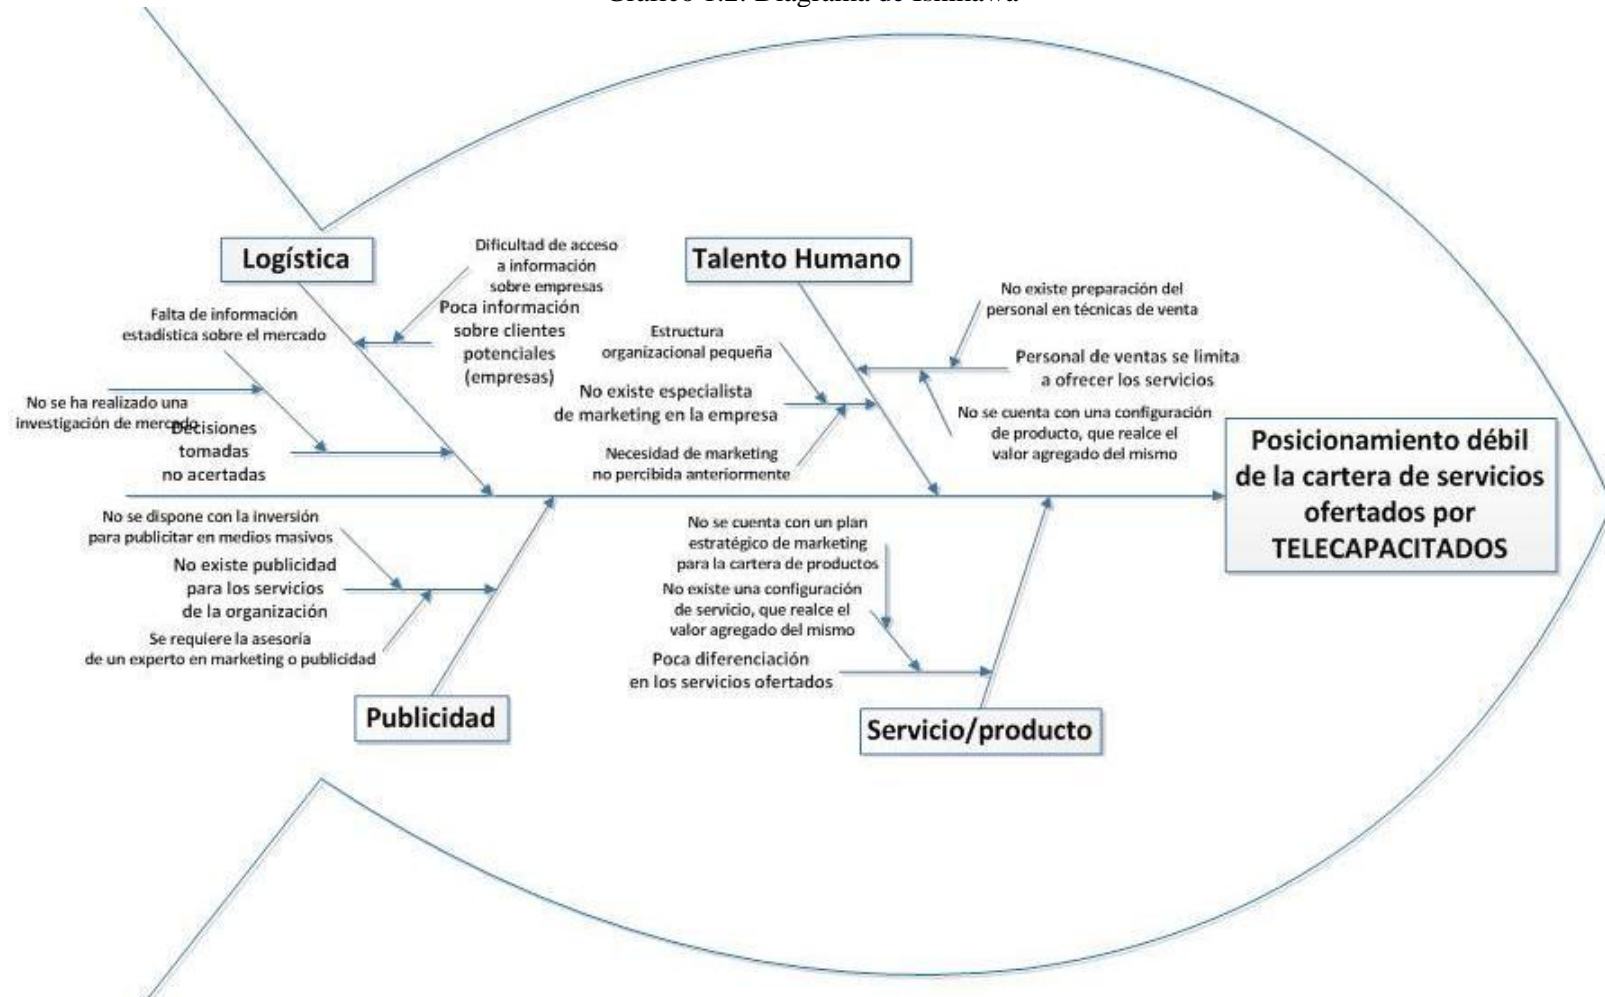 Gráfico 1.2: Diagrama de Ishikawa
Logística
Dificultad de acceso
a información
sobre empresas
Poca información
sobre clientes
potenciales
(empresas)
Falta de información
estadística sobre el mercado
No se ha realizado una
investigación de mercado
Decisiones
tomadas
no acertadas
Talento Humano
No existe preparación del
personal en técnicas de venta
Personal de ventas se limita
a ofrecer los servicios
No se cuenta con una configuración
de producto, que realce el
valor agregado del mismo
Estructura
organizacional pequeña
No existe especialista
de marketing en la empresa
Necesidad de marketing
no percibida anteriormente
Posicionamiento débil
de la cartera de servicios
ofertados por
TELECAPACITADOS
No se dispone con la inversión
para publicitar en medios masivos
No existe publicidad
para los servicios
de la organización
Se requiere la asesoría
de un experto en marketing o publicidad
Publicidad
No se cuenta con un plan
estratégico de marketing
para la cartera de productos
No existe una configuración
de servicio, que realce el
valor agregado del mismo
Poca diferenciación
en los servicios ofertados
Servicio/producto